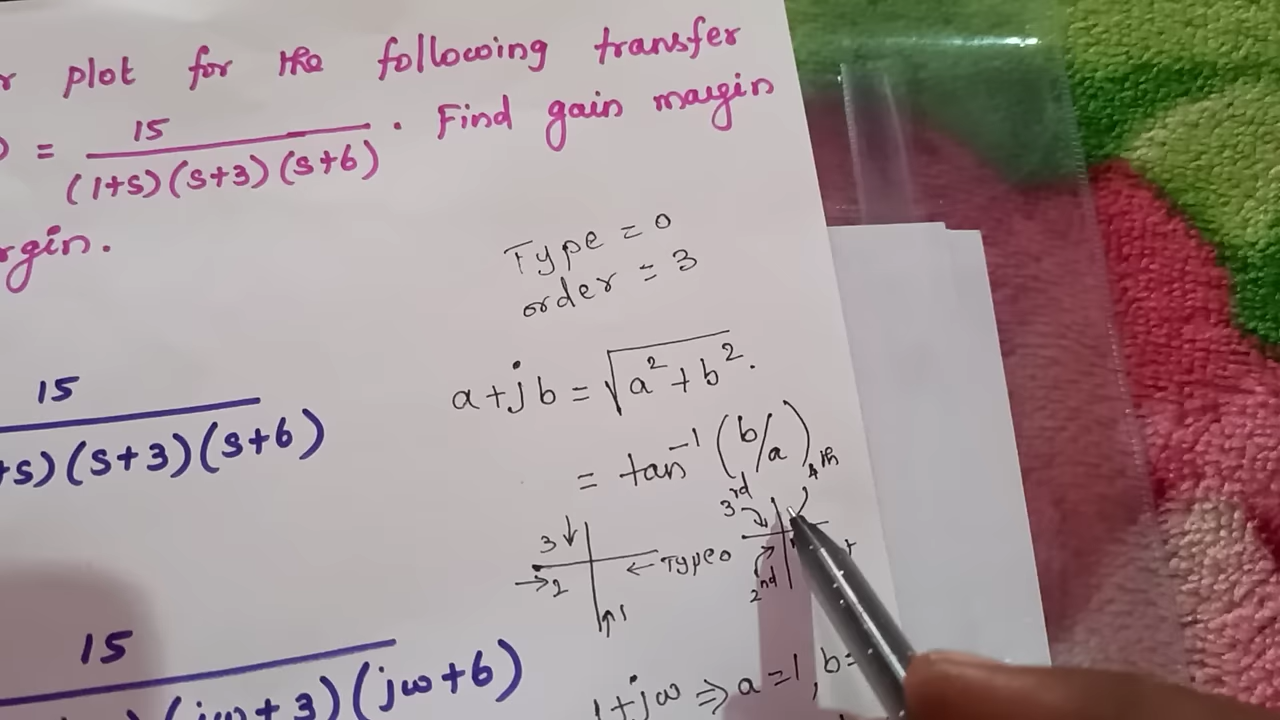 r plot for the following transfer
= 15 / (1+s)(s+3)(s+6) . Find gain margin
rgin.
Type = 0
order = 3
15 / +s)(s+3)(s+6)
a+jb = √a²+b².
= tan⁻¹(b/a)
3rd 4th
3 ↓
→ 2 ← Type 0
2nd
↑ 1
15 / (jω+3)(jω+6)
1+jω ⇒ a=1, b=